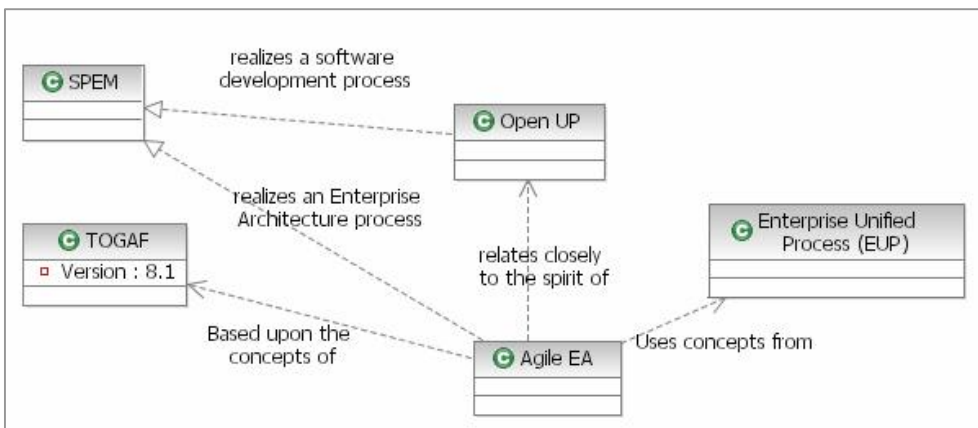 realizes a software
development process
C SPEM
C Open UP
realizes an Enterprise
Architecture process
C Enterprise Unified
Process (EUP)
C TOGAF
Version : 8.1
relates closely
to the spirit of
Based upon the
concepts of
C Agile EA
Uses concepts from